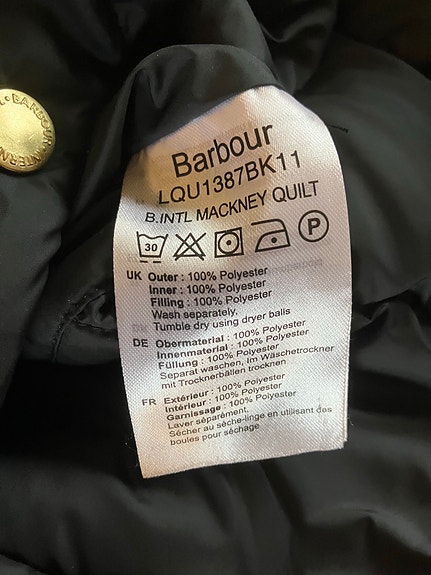 BARBOUR INTERN
Barbour
LQU1387BK11
B.INTL MACKNEY QUILT
30 P
UK Outer : 100% Polyester
Inner : 100% Polyester
Filling : 100% Polyester
Wash separately.
Tumble dry using dryer balls
DE Obermaterial : 100% Polyester
Innenmaterial : 100% Polyester
Füllung : 100% Polyester
Separat waschen, im Wäschetrockner
mit Trocknerbällen trocknen
FR Extérieur : 100% Polyester
Intérieur : 100% Polyester
Garnissage : 100% Polyester
Laver séparément.
Sécher au sèche-linge en utilisant des
boules pour séchage